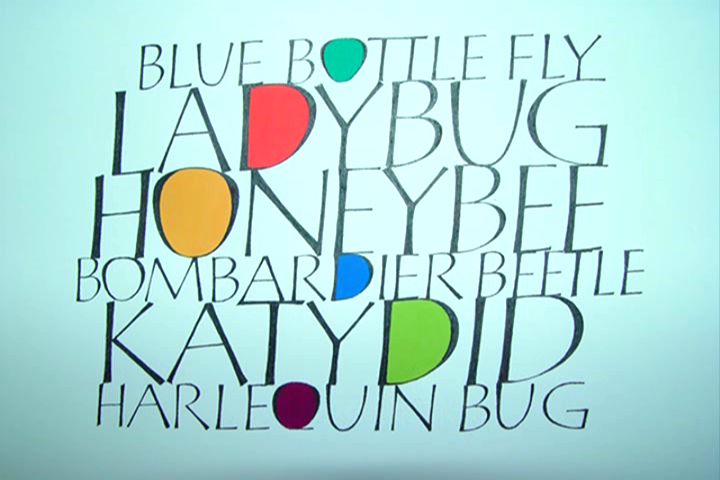 BLUE BOTTLE FLY
LADYBUG
HONEYBEE
BOMBARDIER BEETLE
KATYDID
HARLEQUIN BUG